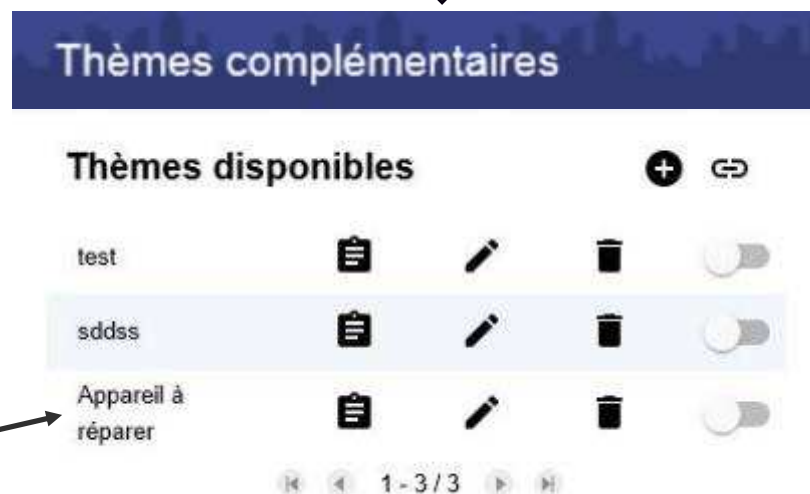 Thèmes complémentaires
Thèmes disponibles
test
sddss
Appareil à
réparer
1 - 3 / 3